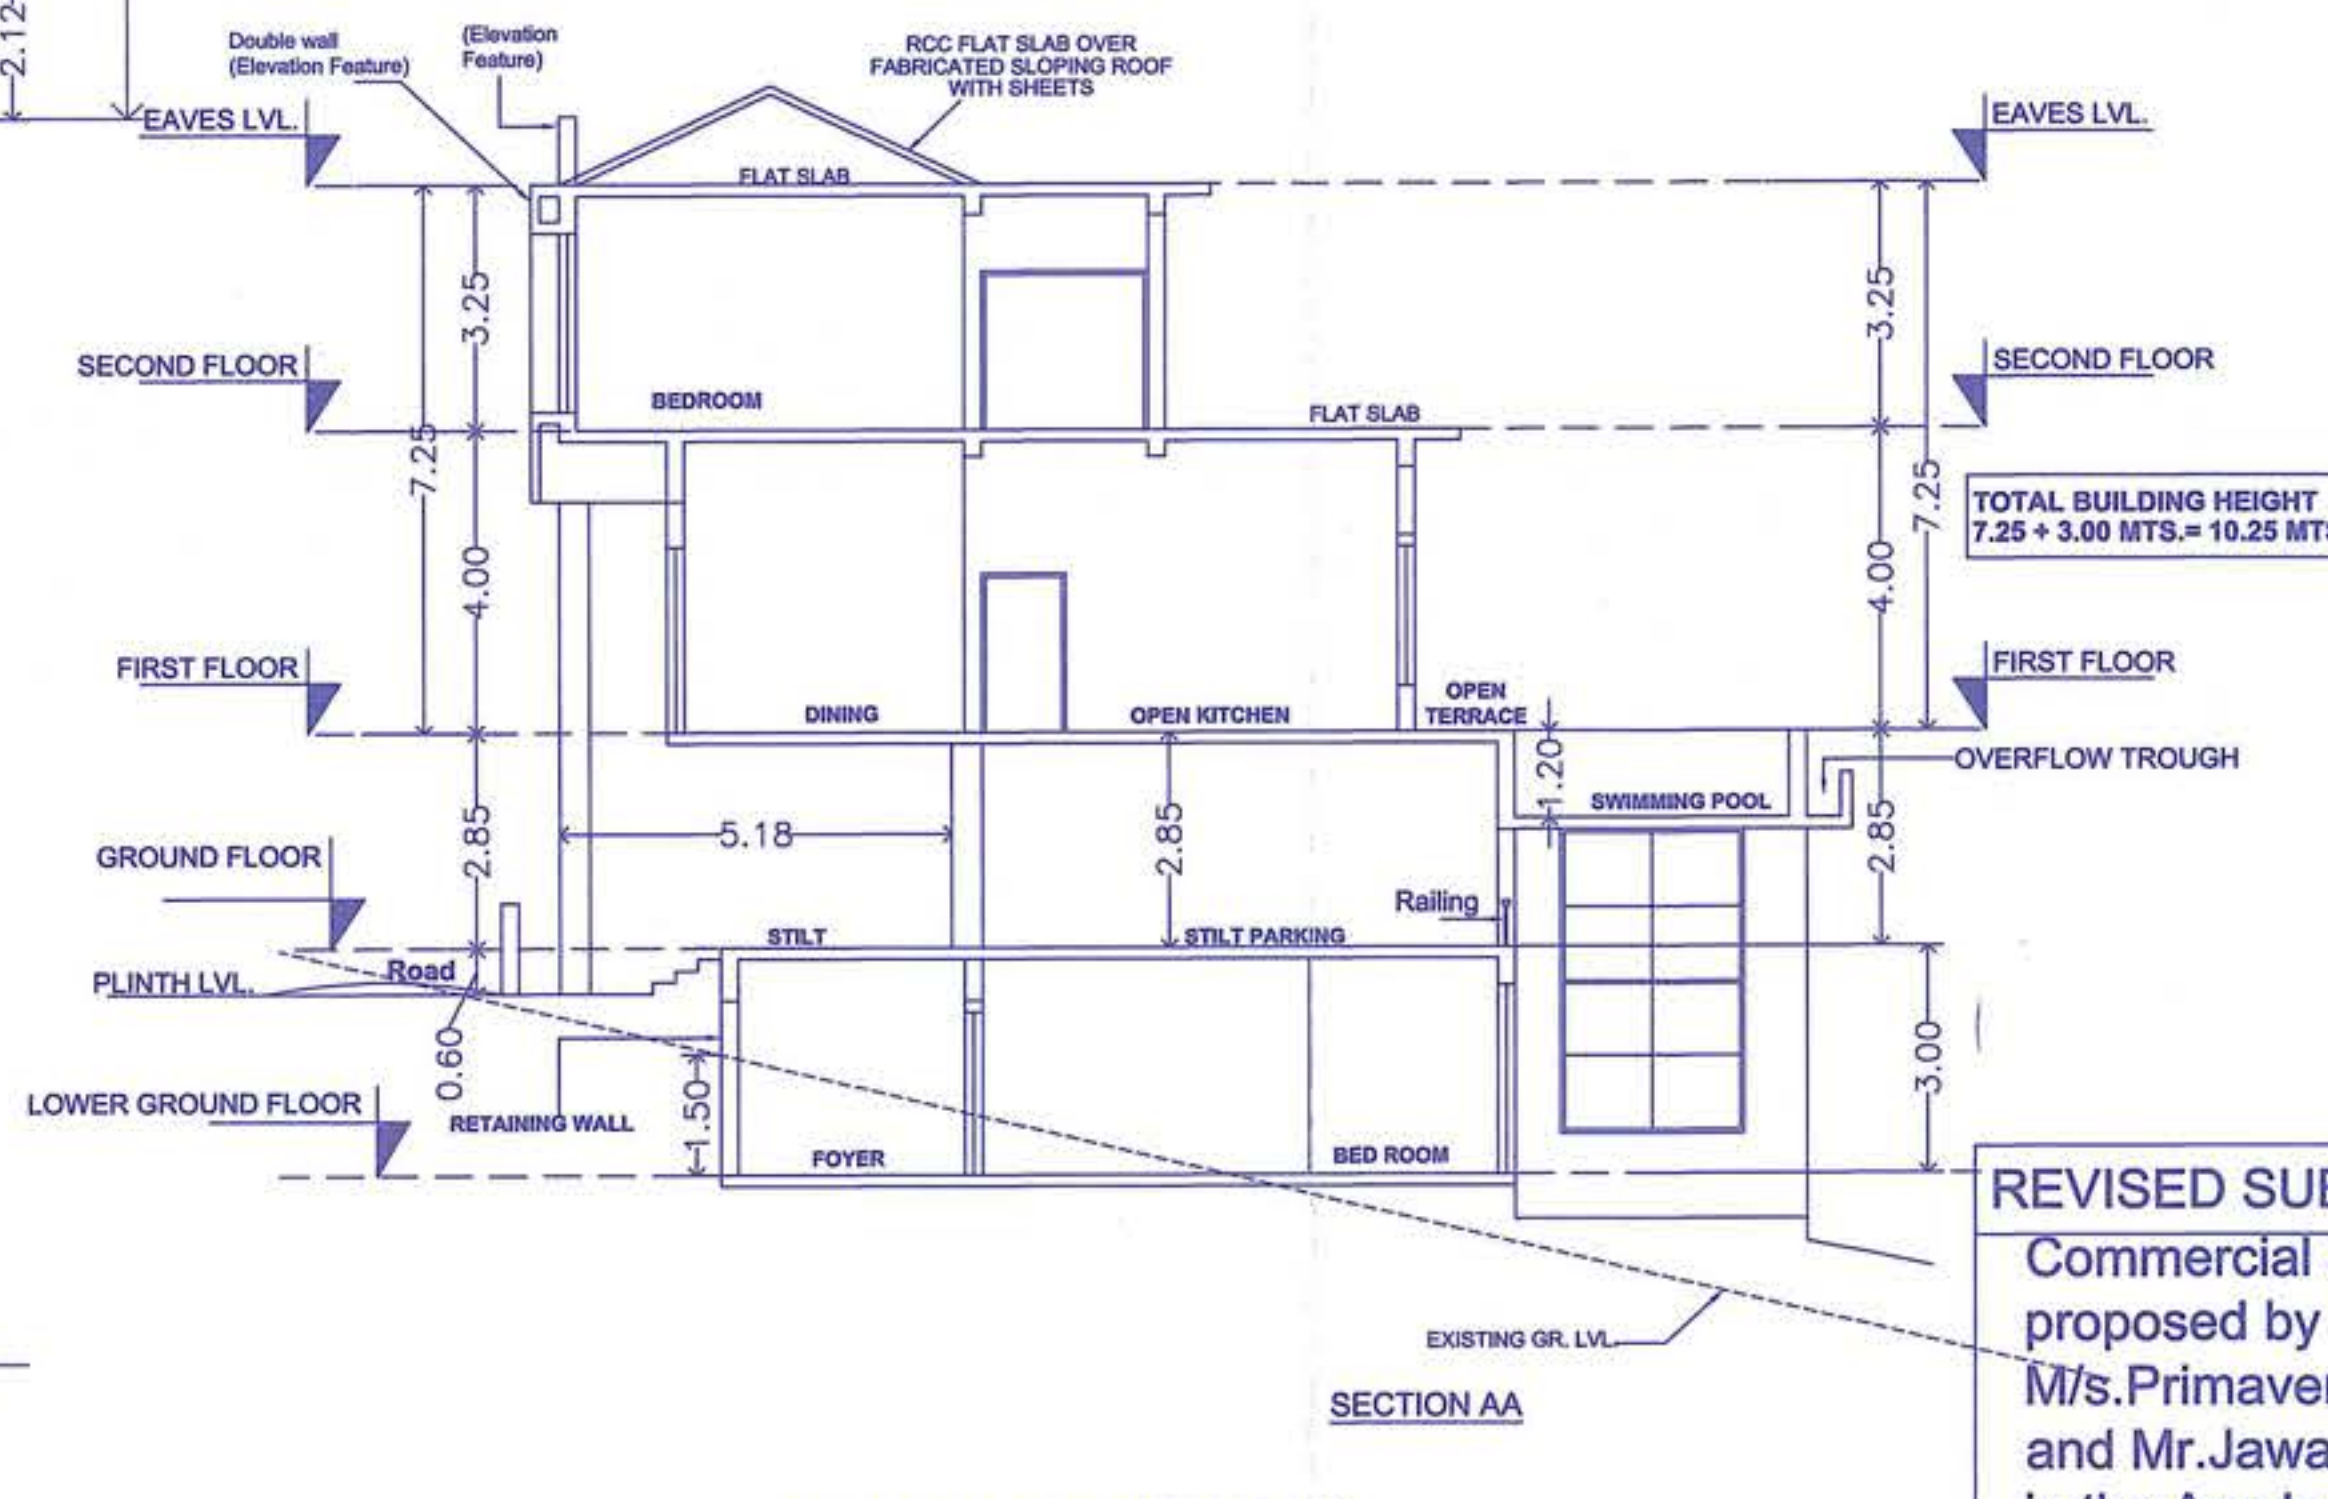 2.12
Double wall
(Elevation Feature)
(Elevation
Feature)
RCC FLAT SLAB OVER
FABRICATED SLOPING ROOF
WITH SHEETS
EAVES LVL.
EAVES LVL.
FLAT SLAB
3.25
3.25
SECOND FLOOR
SECOND FLOOR
BEDROOM
FLAT SLAB
7.25
7.25
TOTAL BUILDING HEIGHT
7.25 + 3.00 MTS.= 10.25 MTS
4.00
4.00
FIRST FLOOR
FIRST FLOOR
DINING
OPEN KITCHEN
OPEN
TERRACE
OVERFLOW TROUGH
1.20
SWIMMING POOL
2.85
5.18
2.85
2.85
GROUND FLOOR
Railing
STILT
STILT PARKING
Road
PLINTH LVL.
0.60
3.00
LOWER GROUND FLOOR
RETAINING WALL
1.50
FOYER
BED ROOM
REVISED SUB
Commercial
proposed by
EXISTING GR. LVL.
M/s.Primaver
SECTION AA
and Mr.Jawa